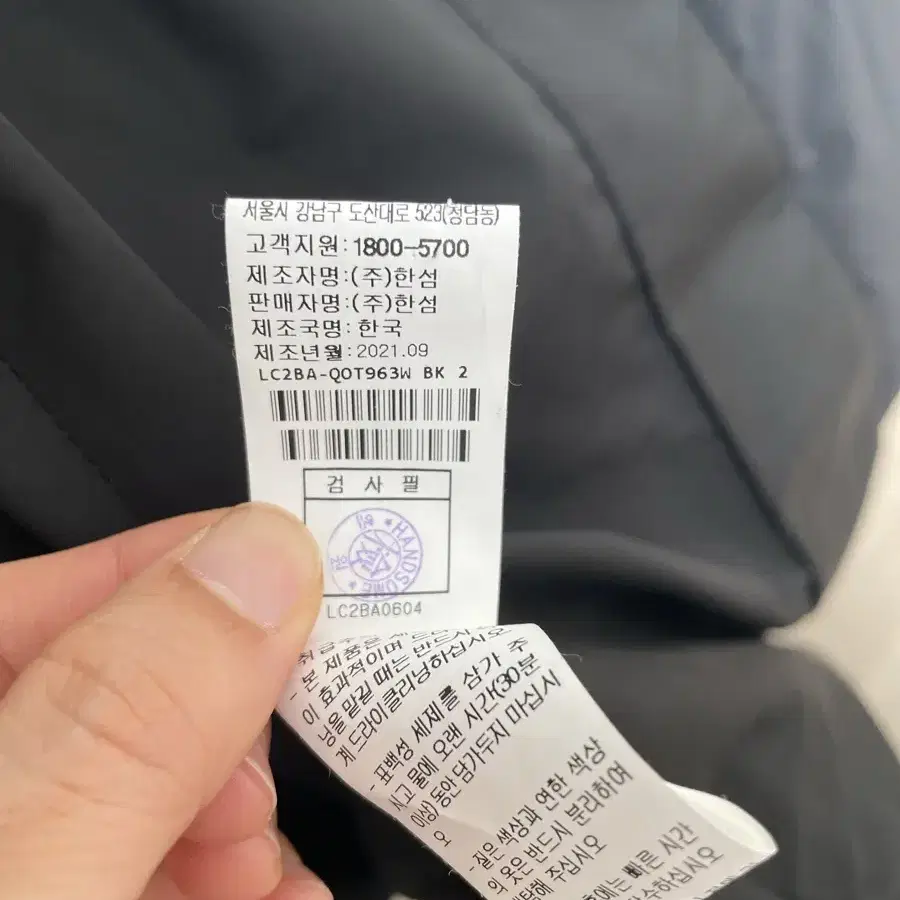 서울시 강남구 도산대로 523(청담동)
고객지원:1800-5700
제조자명:(주)한섬
판매자명:(주)한섬
제조국명:한국
제조년월:2021.09
LC2BA-QOT963W BK 2
검사필
HANDSOME
LC2BA0604
- 본 제품은
이 효과적이며
맡길 때는 반드시
계 드라이클리닝하십시오
- 표백성 세제를 삼가 주
시고 물에 오랜 시간(30분
이상) 동안 담가두지 마십시
오
- 짙은 색상과 연한 색상
의 옷은 반드시 분리하여
주십시오
후에는 빠른 시간